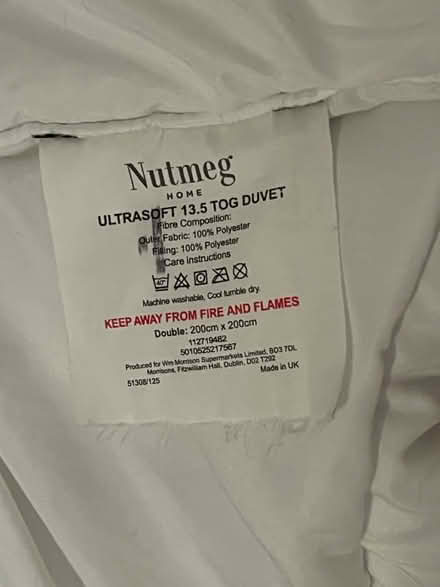 Nutmeg
HOME
ULTRASOFT 13.5 TOG DUVET
Fibre Composition:
Outer Fabric: 100% Polyester
Filling: 100% Polyester
Care instructions
40°
Machine washable, Cool tumble dry.
KEEP AWAY FROM FIRE AND FLAMES
Double: 200cm x 200cm
112719482
5010525217567
Produced for Wm Morrison Supermarkets Limited, BD3 7DL
Morrisons, Fitzwilliam Hall, Dublin, D02 T292
51308/125 Made in UK